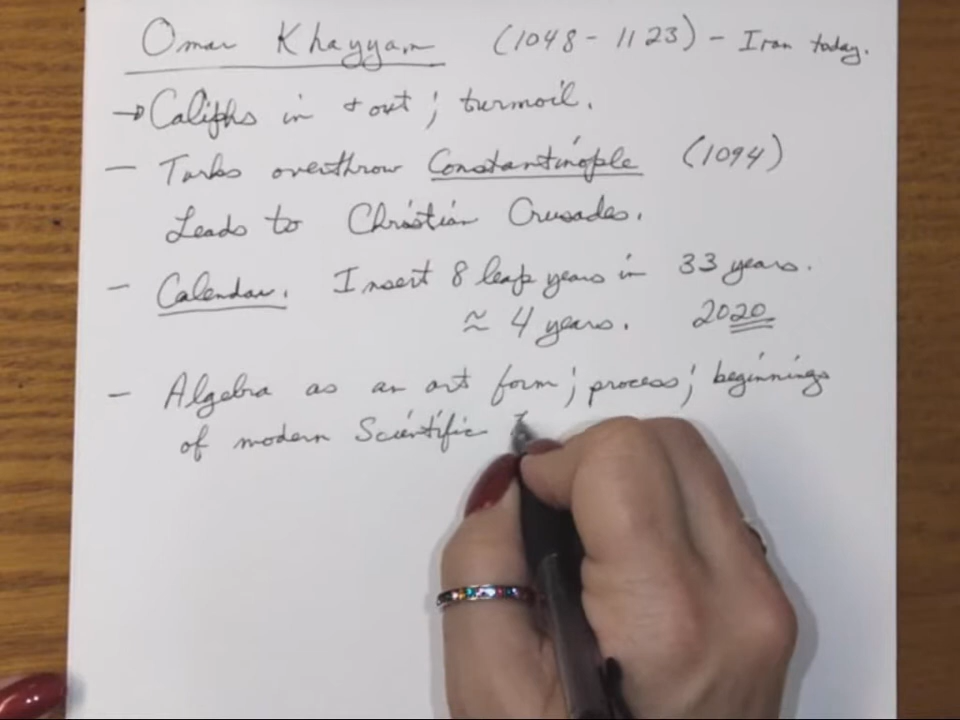 Omar Khayyam (1048 - 1123) - Iran today.
→ Caliphs in + out; turmoil.
- Turks overthrow Constantinople (1094)
Leads to Christian Crusades.
- Calendar. Insert 8 leap years in 33 years.
≈ 4 years. 2020
- Algebra as an art form; process; beginnings
of modern Scientific